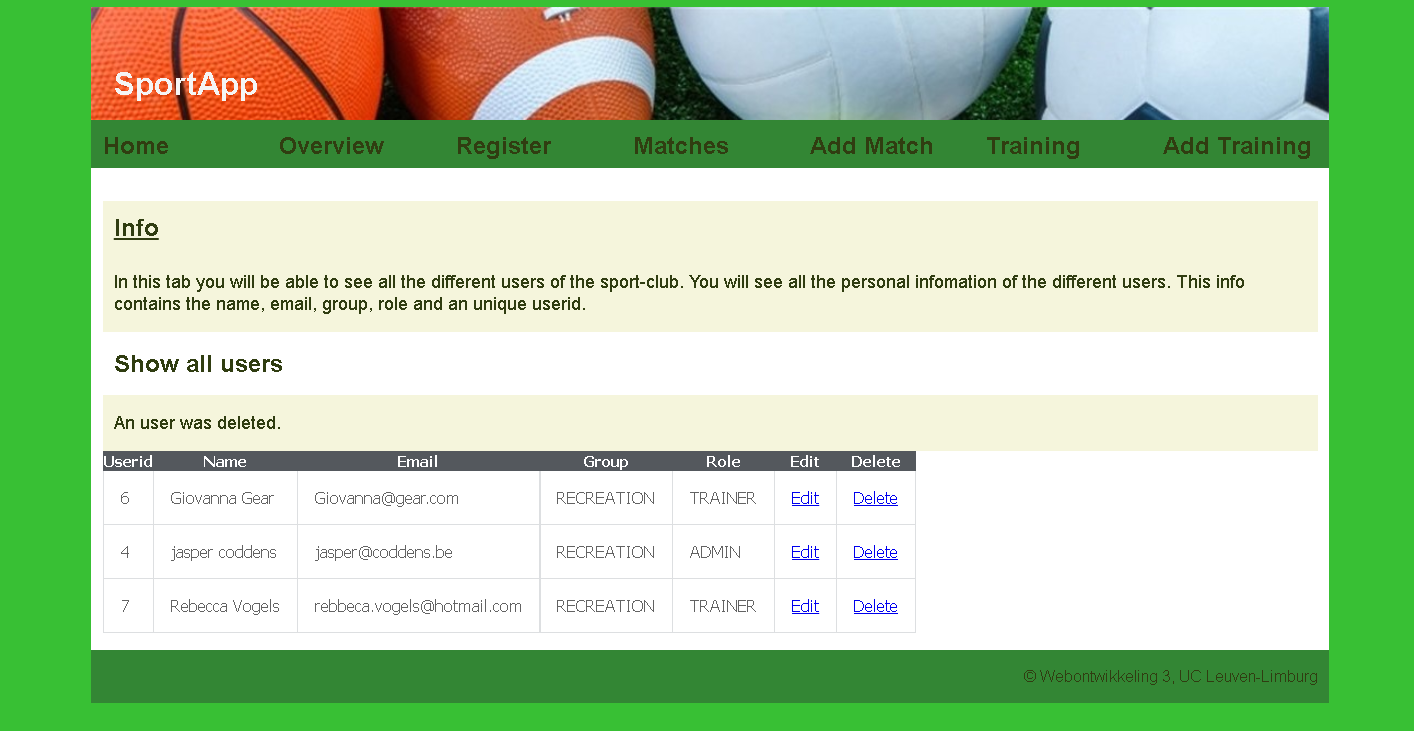 SportApp
Home Overview Register Matches Add Match Training Add Training
Info
In this tab you will be able to see all the different users of the sport-club. You will see all the personal infomation of the different users. This info
contains the name, email, group, role and an unique userid.
Show all users
An user was deleted.
Userid Name Email Group Role Edit Delete
6 Giovanna Gear Giovanna@gear.com RECREATION TRAINER Edit Delete
4 jasper coddens jasper@coddens.be RECREATION ADMIN Edit Delete
7 Rebecca Vogels rebbeca.vogels@hotmail.com RECREATION TRAINER Edit Delete
© Webontwikkeling 3, UC Leuven-Limburg